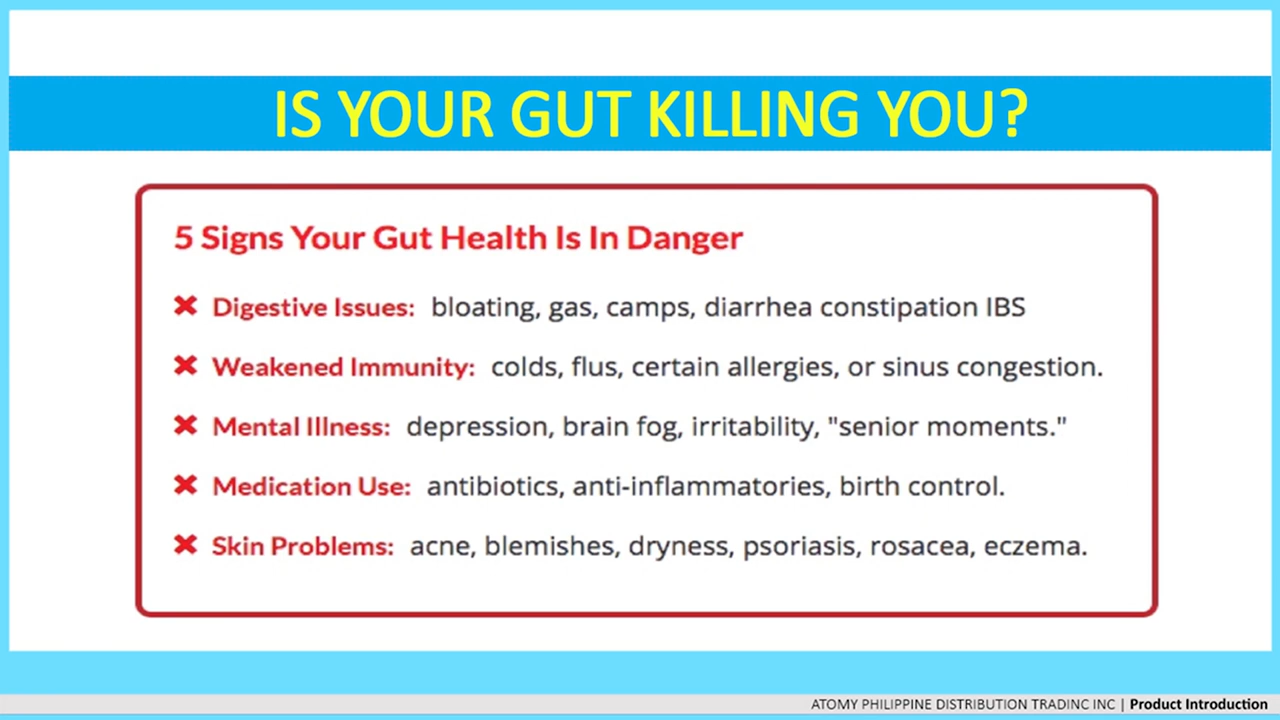 IS YOUR GUT KILLING YOU?
5 Signs Your Gut Health Is In Danger
✖ Digestive Issues: bloating, gas, camps, diarrhea constipation IBS
✖ Weakened Immunity: colds, flus, certain allergies, or sinus congestion.
✖ Mental Illness: depression, brain fog, irritability, "senior moments."
✖ Medication Use: antibiotics, anti-inflammatories, birth control.
✖ Skin Problems: acne, blemishes, dryness, psoriasis, rosacea, eczema.
ATOMY PHILIPPINE DISTRIBUTION TRADINC INC | Product Introduction